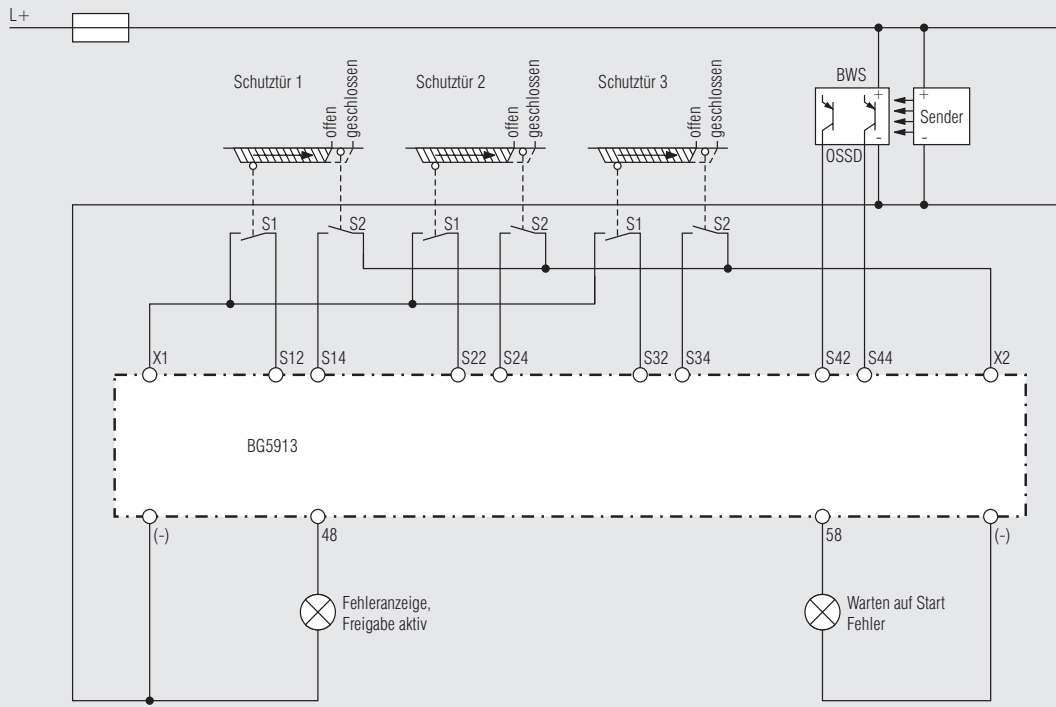 L+
Schutztür 1
offen
geschlossen
Schutztür 2
offen
geschlossen
Schutztür 3
offen
geschlossen
BWS
+
-
OSSD
+
Sender
-
S1
S2
S1
S2
S1
S2
X1
S12
S14
S22
S24
S32
S34
S42
S44
X2
BG5913
(-)
48
58
(-)
Fehleranzeige,
Freigabe aktiv
Warten auf Start
Fehler